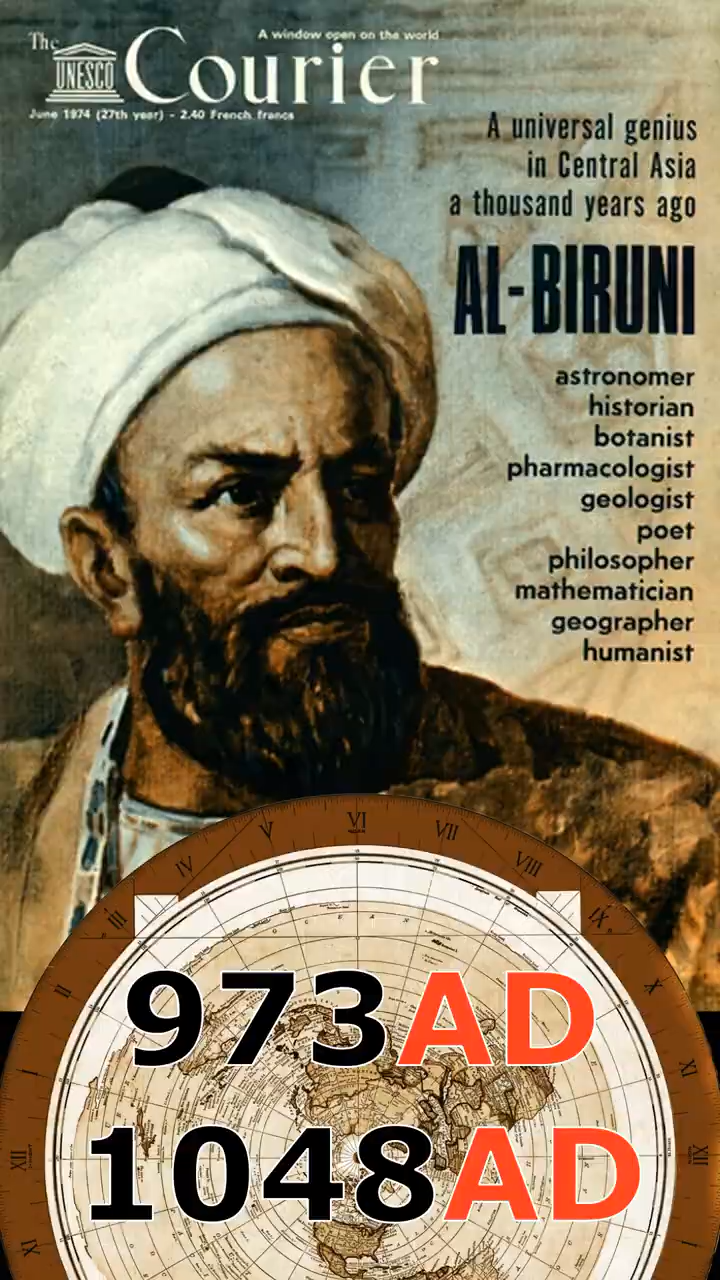 A window open on the world
The UNESCO Courier
June 1974 (27th year) - 2.40 French francs
A universal genius
in Central Asia
a thousand years ago
AL-BIRUNI
astronomer
historian
botanist
pharmacologist
geologist
poet
philosopher
mathematician
geographer
humanist
VI
V
VII
IV
VIII
III
IX
OCEAN
II
X
973AD
I
XI
1048AD
XII
XII
XI
I